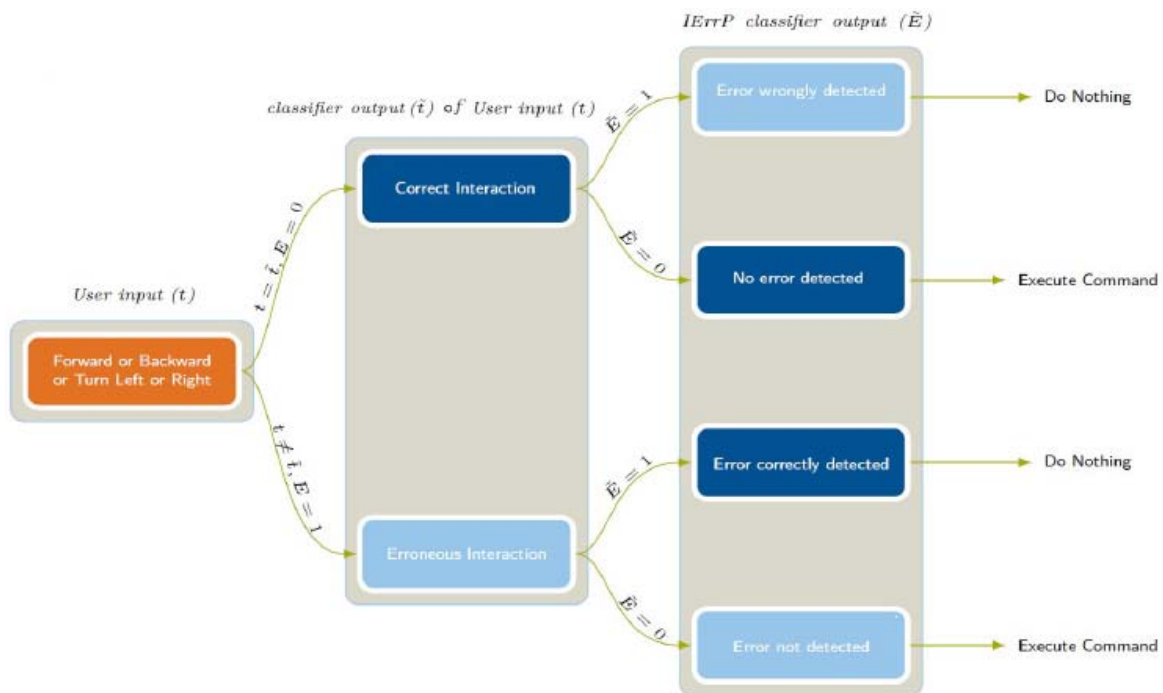 IErrP classifier output (Ẽ)
Error wrongly detected
Do Nothing
classifier output (t̃) of User input (t)
Ẽ = 1
Correct Interaction
t = t̃, E = 0
Ẽ = 0
No error detected
Execute Command
User input (t)
Forward or Backward
or Turn Left or Right
t ≠ t̃, E = 1
Ẽ = 1
Error correctly detected
Do Nothing
Erroneous Interaction
Ẽ = 0
Error not detected
Execute Command